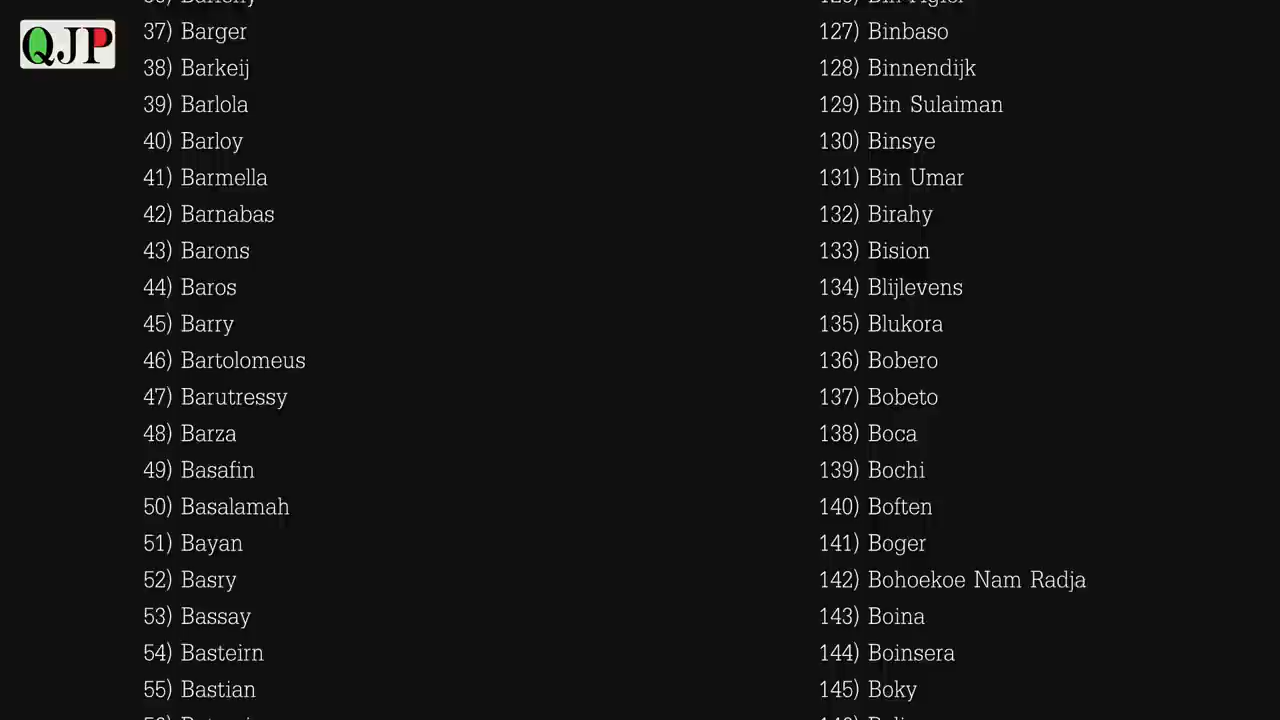 QJP
37) Barger
38) Barkeij
39) Barlola
40) Barloy
41) Barmella
42) Barnabas
43) Barons
44) Baros
45) Barry
46) Bartolomeus
47) Barutressy
48) Barza
49) Basafin
50) Basalamah
51) Bayan
52) Basry
53) Bassay
54) Basteirn
55) Bastian
127) Binbaso
128) Binnendijk
129) Bin Sulaiman
130) Binsye
131) Bin Umar
132) Birahy
133) Bision
134) Blijlevens
135) Blukora
136) Bobero
137) Bobeto
138) Boca
139) Bochi
140) Boften
141) Boger
142) Bohoekoe Nam Radja
143) Boina
144) Boinsera
145) Boky